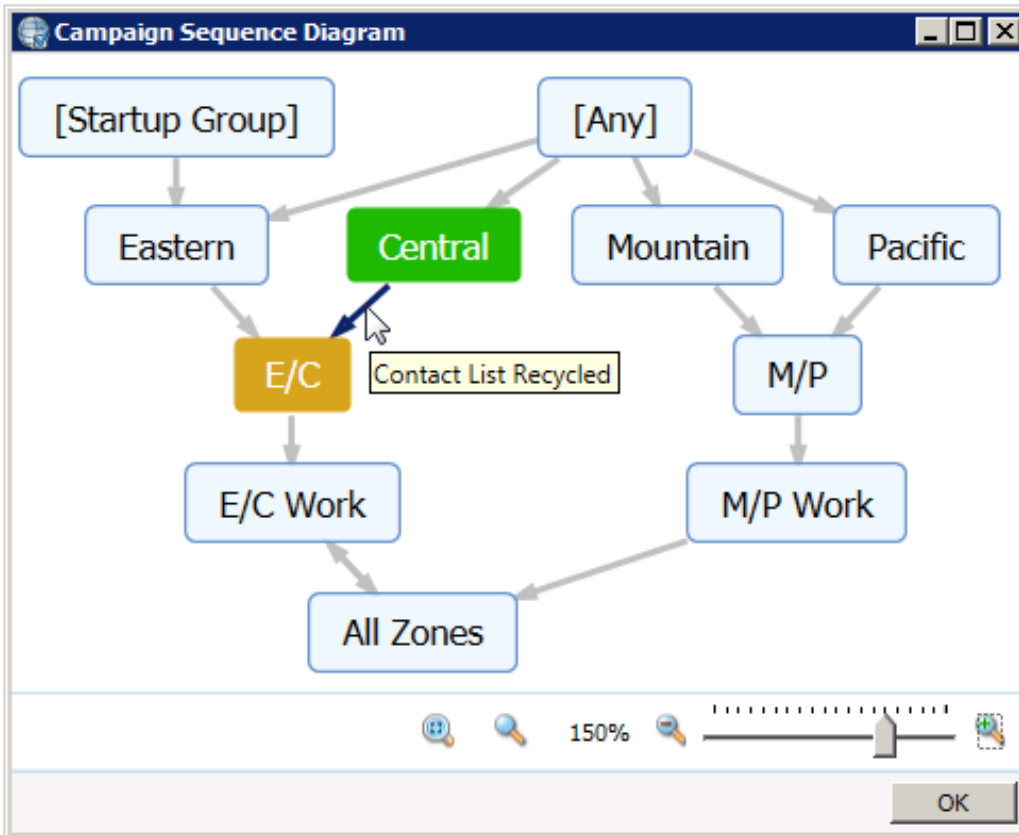 Campaign Sequence Diagram
[Startup Group]
[Any]
Eastern
Central
Mountain
Pacific
E/C
Contact List Recycled
M/P
E/C Work
M/P Work
All Zones
150%
OK